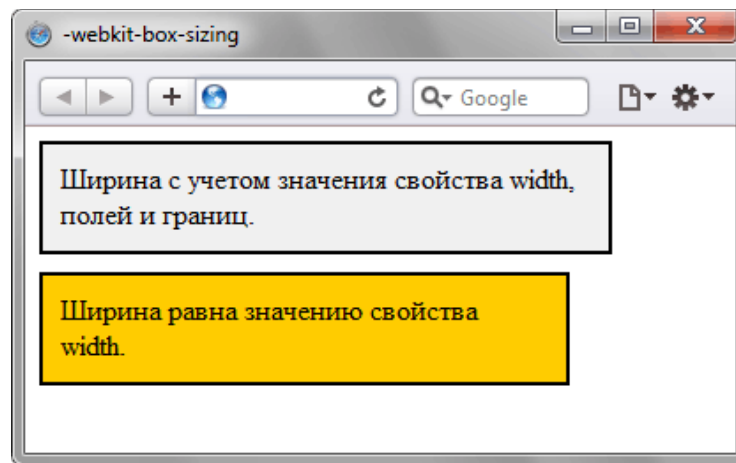 -webkit-box-sizing
Google
Ширина с учетом значения свойства width,
полей и границ.
Ширина равна значению свойства
width.